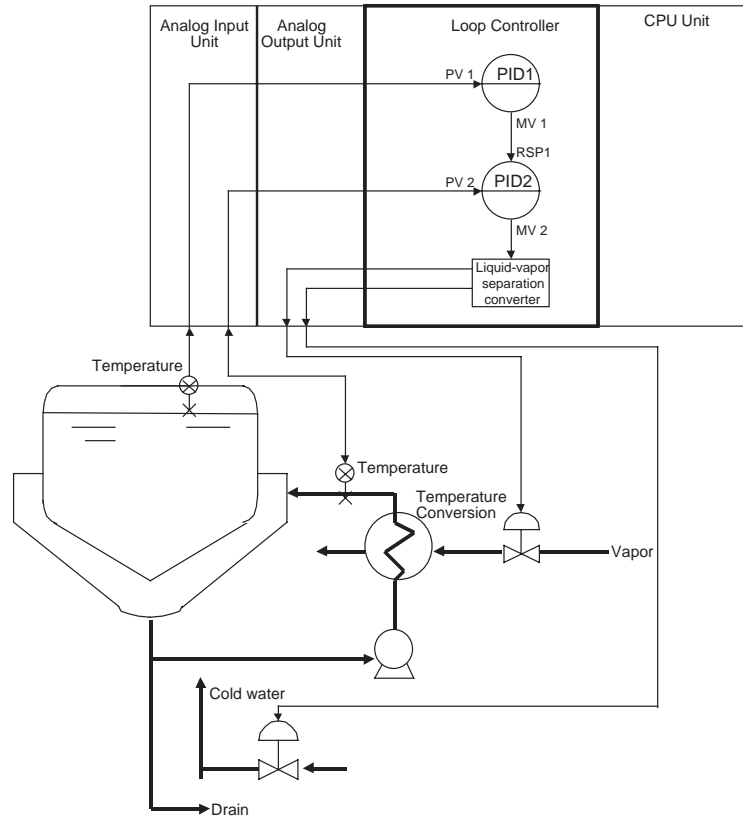 Analog Input
Unit
Analog
Output Unit
Loop Controller
CPU Unit
PV 1
PID1
MV 1
RSP1
PV 2
PID2
MV 2
Liquid-vapor
separation
converter
Temperature
Temperature
Temperature
Conversion
Vapor
Cold water
Drain